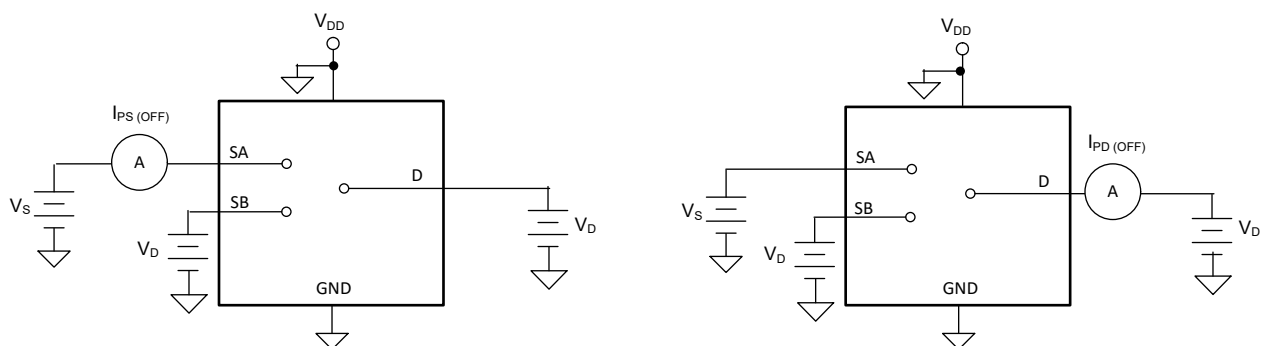 V_DD
I_PS (OFF)
A
SA
D
SB
V_S
V_D
V_D
GND
V_DD
I_PD (OFF)
SA
D
A
SB
V_S
V_D
V_D
GND